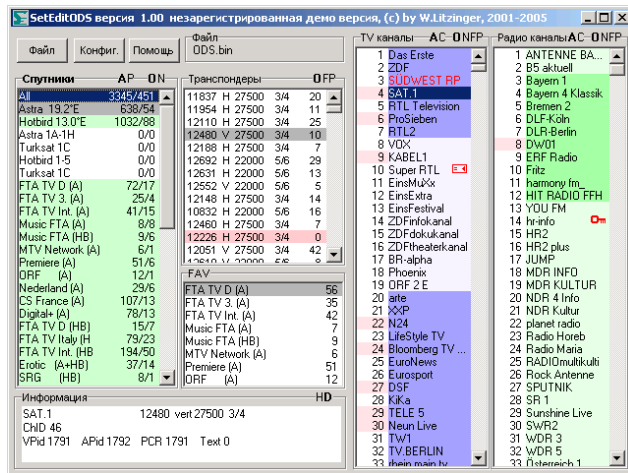 SetEditODS версия 1.00 незарегистрированная демо версия, (c) by W.Litzinger, 2001-2005
Файл
Конфиг.
Помощь
Файл
ODS.bin
Спутники AP ON
All 3345/451
Astra 19.2°E 638/54
Hotbird 13.0°E 1032/88
Astra 1A-1H 0/0
Turksat 1C 0/0
Hotbird 1-5 0/0
Turksat 1C 0/0
FTA TV D (A) 72/17
FTA TV 3. (A) 25/4
FTA TV Int. (A) 41/15
Music FTA (A) 8/8
Music FTA (HB) 9/6
MTV Network (A) 6/1
Premiere (A) 51/6
ORF (A) 12/1
Nederland (A) 29/6
CS France (A) 107/13
Digital+ (A) 78/13
FTA TV D (HB) 15/7
FTA TV Italy (H 79/23
FTA TV Int. (HB 194/50
Erotic (A+HB) 37/14
SRG (HB) 8/1
Транспондеры OFP
11837 H 27500 3/4 20
11954 H 27500 3/4 11
12110 H 27500 3/4 25
12480 V 27500 3/4 10
12188 H 27500 3/4 7
12692 H 22000 5/6 29
12631 H 22000 5/6 13
12552 V 22000 5/6 5
12148 H 27500 3/4 14
10832 H 22000 5/6 16
12460 H 27500 3/4 7
12226 H 27500 3/4 0
12051 V 27500 3/4 42
FAV
FTA TV D (A) 56
FTA TV 3. (A) 35
FTA TV Int. (A) 42
Music FTA (A) 7
Music FTA (HB) 9
MTV Network (A) 6
Premiere (A) 51
ORF (A) 12
Информация HD-
SAT.1 12480 vert 27500 3/4
ChID 46
VPid 1791 APid 1792 PCR 1791 Text 0
TV каналы AC ONFP
1 Das Erste
2 ZDF
3 SÜDWEST RP
4 SAT.1
5 RTL Television
6 ProSieben
7 RTL2
8 VOX
9 KABEL1
10 Super RTL
11 EinsMuXx
12 EinsExtra
13 EinsFestival
14 ZDFinfokanal
15 ZDFdokukanal
16 ZDFtheaterkanal
17 BR-alpha
18 Phoenix
19 ORF 2 E
20 arte
21 XXP
22 N24
23 LifeStyle TV
24 Bloomberg TV ...
25 EuroNews
26 Eurosport
27 DSF
28 KiKa
29 TELE 5
30 Neun Live
31 TW1
32 TV.BERLIN
33 rhein main tv
Радио каналы AC ONFP
1 ANTENNE BA...
2 B5 aktuell
3 Bayern 1
4 Bayern 4 Klassik
5 Bremen 2
6 DLF-Köln
7 DLR-Berlin
8 DW01
9 ERF Radio
10 Fritz
11 harmony fm_
12 HIT RADIO FFH
13 YOU FM
14 hr-info
15 HR2
16 HR2 plus
17 JUMP
18 MDR INFO
19 MDR KULTUR
20 NDR 4 Info
21 NDR Kultur
22 planet radio
23 Radio Horeb
24 Radio Maria
25 RADIOmultikulti
26 Rock Antenne
27 SPUTNIK
28 SR 1
29 Sunshine Live
30 SWR2
31 WDR 3
32 WDR 5
33 Österreich 1